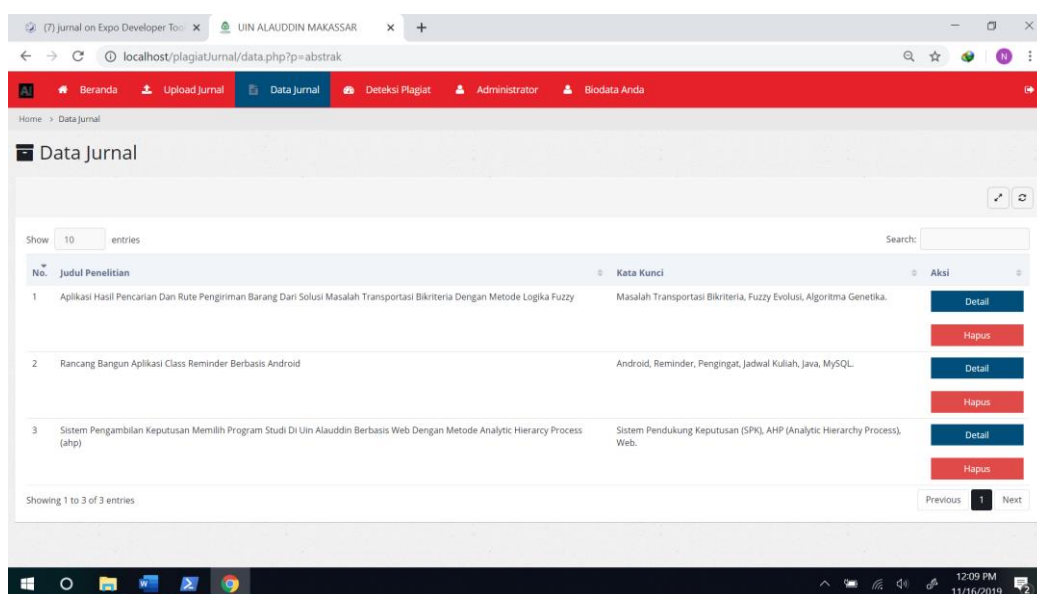 (7) jurnal on Expo Developer Tool
UIN ALAUDDIN MAKASSAR
localhost/plagiatJurnal/data.php?p=abstrak
N
AI Beranda Upload Jurnal Data Jurnal Deteksi Plagiat Administrator Biodata Anda
Home > Data Jurnal
Data Jurnal
Show 10 entries Search:
No. Judul Penelitian Kata Kunci Aksi
1 Aplikasi Hasil Pencarian Dan Rute Pengiriman Barang Dari Solusi Masalah Transportasi Bikriteria Dengan Metode Logika Fuzzy Masalah Transportasi Bikriteria, Fuzzy Evolusi, Algoritma Genetika. Detail
Hapus
2 Rancang Bangun Aplikasi Class Reminder Berbasis Android Android, Reminder, Pengingat, Jadwal Kuliah, Java, MySQL. Detail
Hapus
3 Sistem Pengambilan Keputusan Memilih Program Studi Di Uin Alauddin Berbasis Web Dengan Metode Analytic Hierarcy Process Sistem Pendukung Keputusan (SPK), AHP (Analytic Hierarchy Process), Detail
(ahp) Web.
Hapus
Showing 1 to 3 of 3 entries Previous 1 Next
12:09 PM
11/16/2019 2